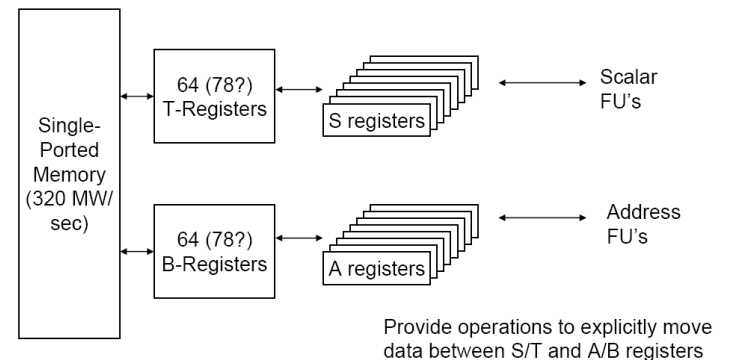 Single-
Ported
Memory
(320 MW/
sec)
64 (78?)
T-Registers
S registers
Scalar
FU's
64 (78?)
B-Registers
A registers
Address
FU's
Provide operations to explicitly move
data between S/T and A/B registers